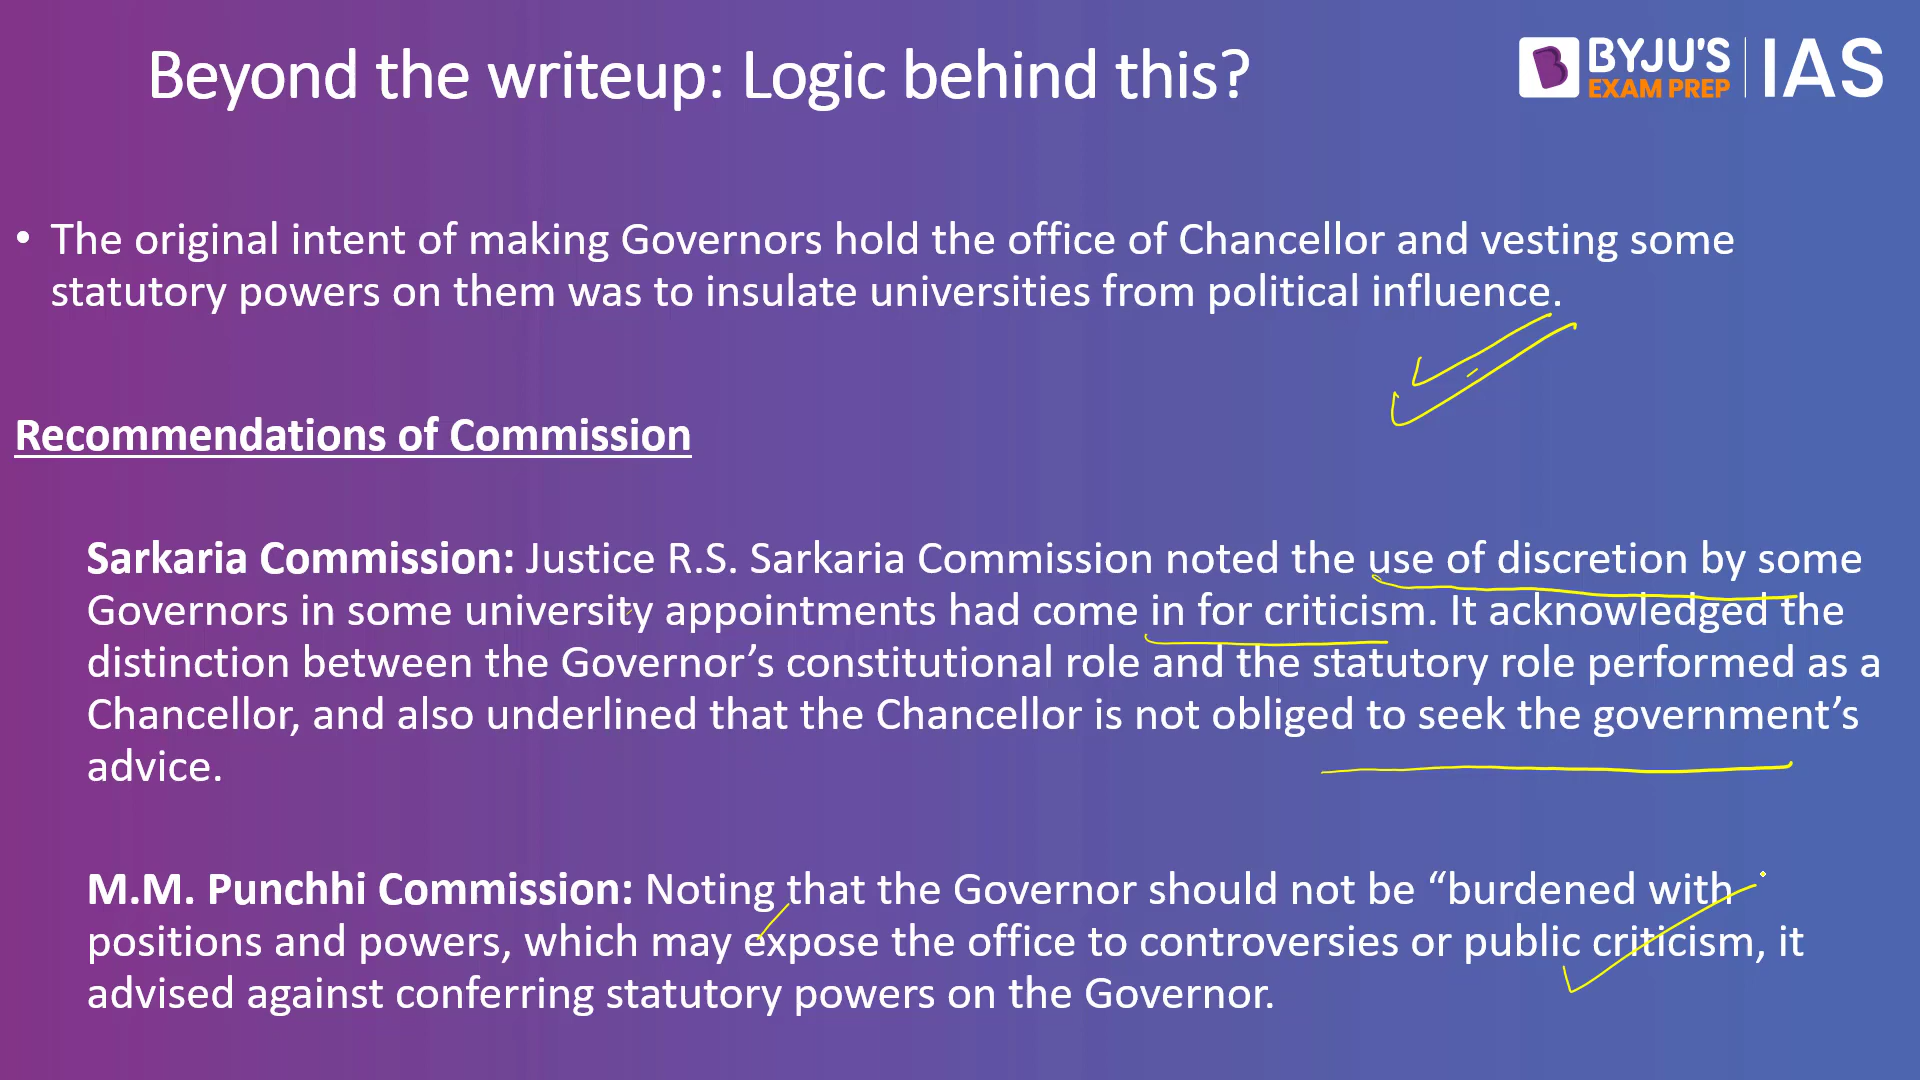 Beyond the writeup: Logic behind this?
BYJU'S
EXAM PREP
IAS
• The original intent of making Governors hold the office of Chancellor and vesting some
statutory powers on them was to insulate universities from political influence.
Recommendations of Commission
Sarkaria Commission: Justice R.S. Sarkaria Commission noted the use of discretion by some
Governors in some university appointments had come in for criticism. It acknowledged the
distinction between the Governor’s constitutional role and the statutory role performed as a
Chancellor, and also underlined that the Chancellor is not obliged to seek the government’s
advice.
M.M. Punchhi Commission: Noting that the Governor should not be “burdened with
positions and powers, which may expose the office to controversies or public criticism, it
advised against conferring statutory powers on the Governor.